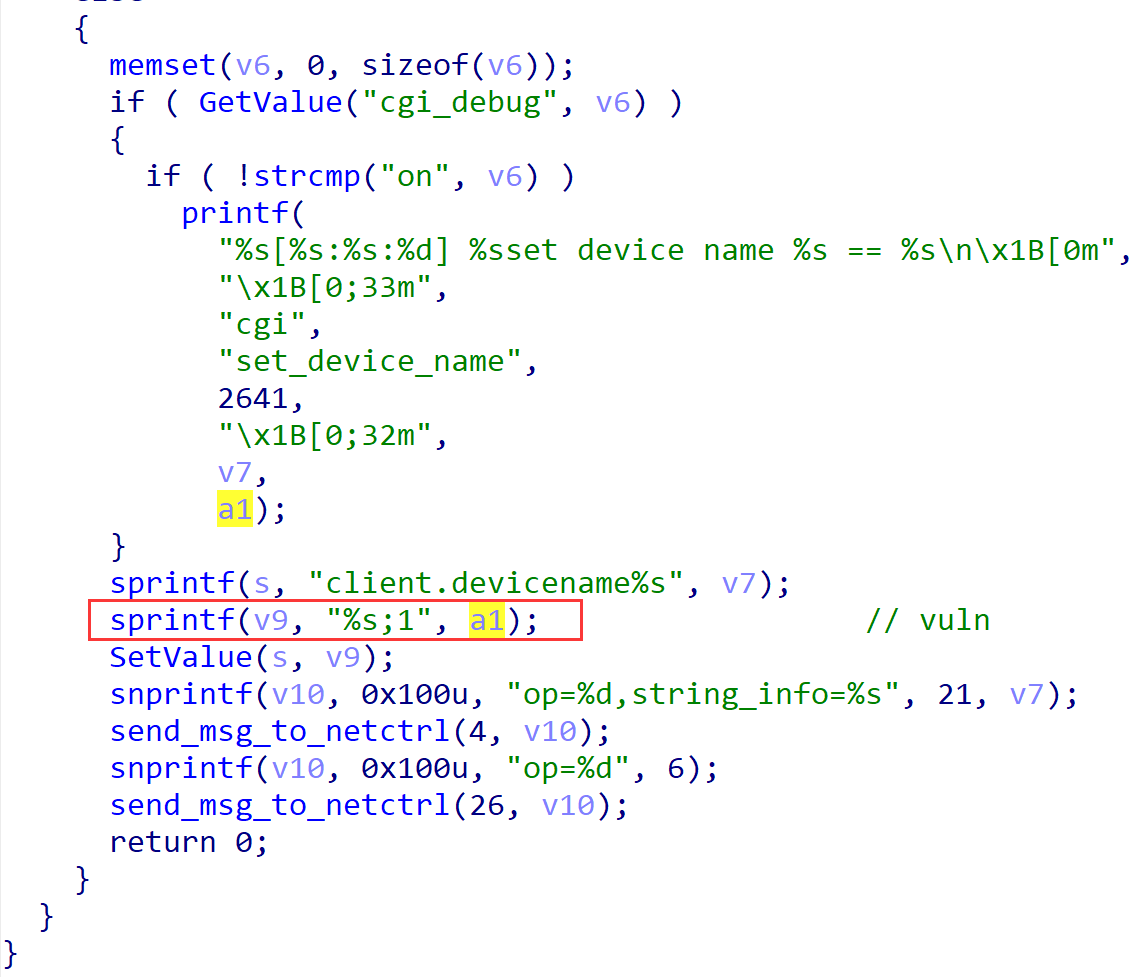 {
memset(v6, 0, sizeof(v6));
if ( GetValue("cgi_debug", v6) )
{
if ( !strcmp("on", v6) )
printf(
"%s[%s:%s:%d] %sset device name %s == %s\n\x1B[0m",
"\x1B[0;33m",
"cgi",
"set_device_name",
2641,
"\x1B[0;32m",
v7,
a1);
}
sprintf(s, "client.devicename%s", v7);
sprintf(v9, "%s;1", a1); // vuln
SetValue(s, v9);
snprintf(v10, 0x100u, "op=%d,string_info=%s", 21, v7);
send_msg_to_netctrl(4, v10);
snprintf(v10, 0x100u, "op=%d", 6);
send_msg_to_netctrl(26, v10);
return 0;
}
}
}